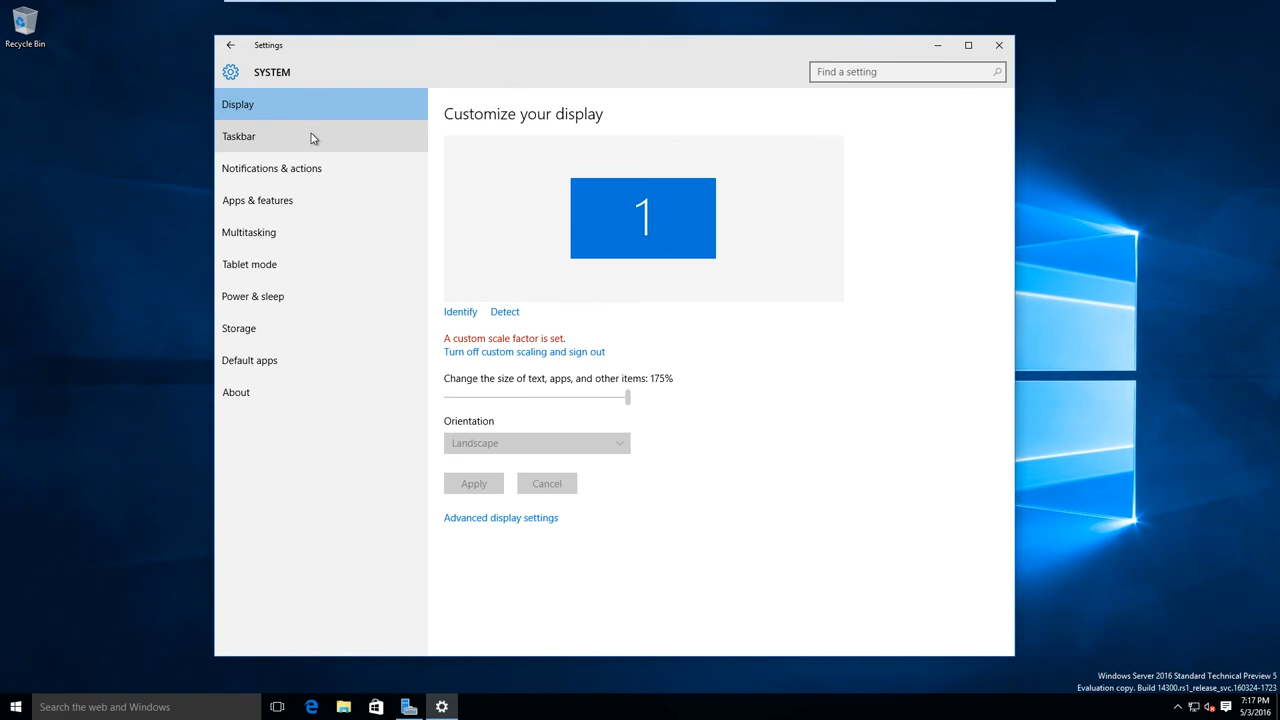 Recycle Bin
Settings
SYSTEM
Find a setting
Display
Taskbar
Notifications & actions
Apps & features
Multitasking
Tablet mode
Power & sleep
Storage
Default apps
About
Customize your display
1
Identify Detect
A custom scale factor is set.
Turn off custom scaling and sign out
Change the size of text, apps, and other items: 175%
Orientation
Landscape
Apply Cancel
Advanced display settings
Windows Server 2016 Standard Technical Preview 5
Evaluation copy. Build 14300.rs1_release_svc.160324-1723
Search the web and Windows
7:17 PM
5/3/2016